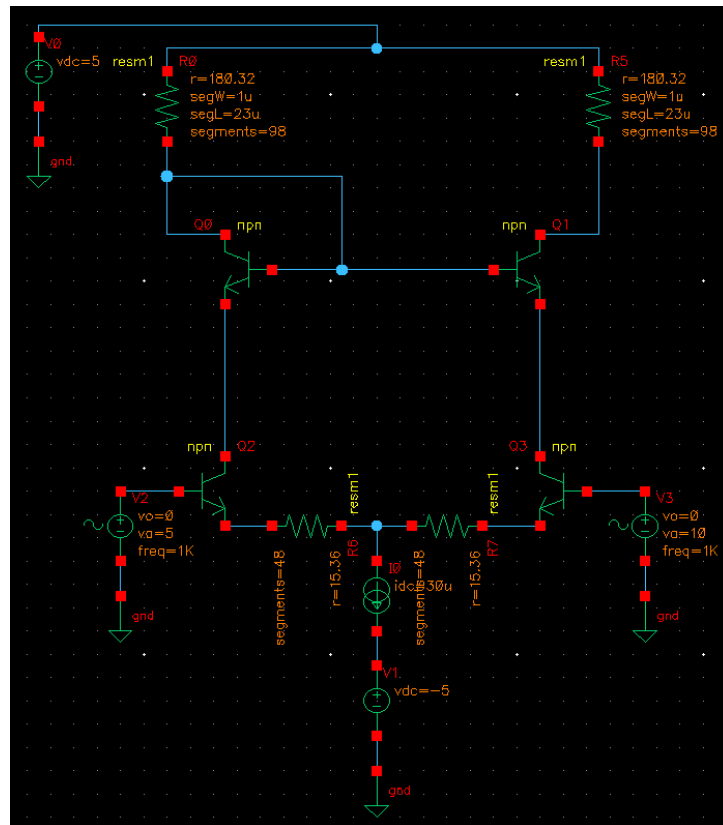 V0
vdc=5
gnd
resm1
R0
r=180.32
segW=1u
segL=23u
segments=98
resm1
R5
r=180.32
segW=1u
segL=23u
segments=98
Q0
npn
npn
Q1
npn
Q2
Q3
npn
V2
vo=0
va=5
freq=1K
gnd
resm1
R6
segments=48
r=15.36
resm1
R7
segments=48
r=15.36
I0
idc=30u
V1
vdc=-5
gnd
V3
va=0
va=10
freq=1K
gnd